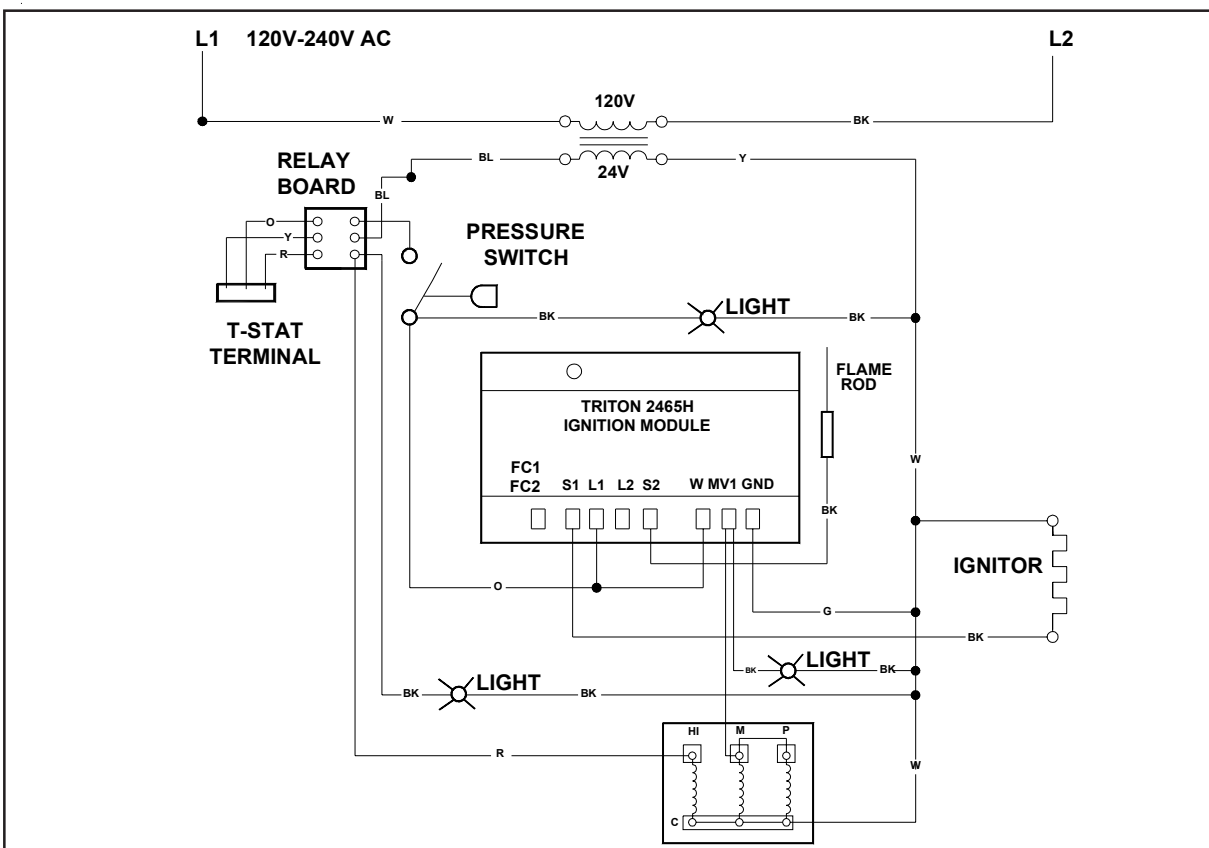 L1 120V-240V AC
L2
120V
W
BK
BL
Y
24V
RELAY
BOARD
BL
O
Y
R
PRESSURE
SWITCH
T-STAT
TERMINAL
BK
LIGHT
BK
FLAME
ROD
TRITON 2465H
IGNITION MODULE
FC1
FC2
S1 L1 L2 S2 W MV1 GND
W
BK
IGNITOR
O
G
BK
LIGHT
BK
BK
LIGHT
BK
BK
HI M P
R
W
C